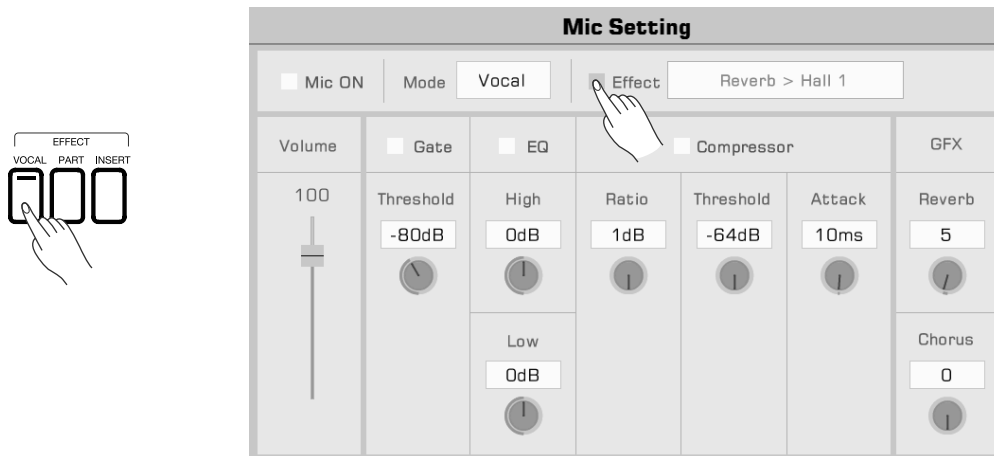 EFFECT
VOCAL PART INSERT
Mic Setting
Mic ON Mode Vocal Effect Reverb > Hall 1
Volume Gate EQ Compressor GFX
100 Threshold High Ratio Threshold Attack Reverb
-80dB 0dB 1dB -64dB 10ms 5
Low Chorus
0dB 0